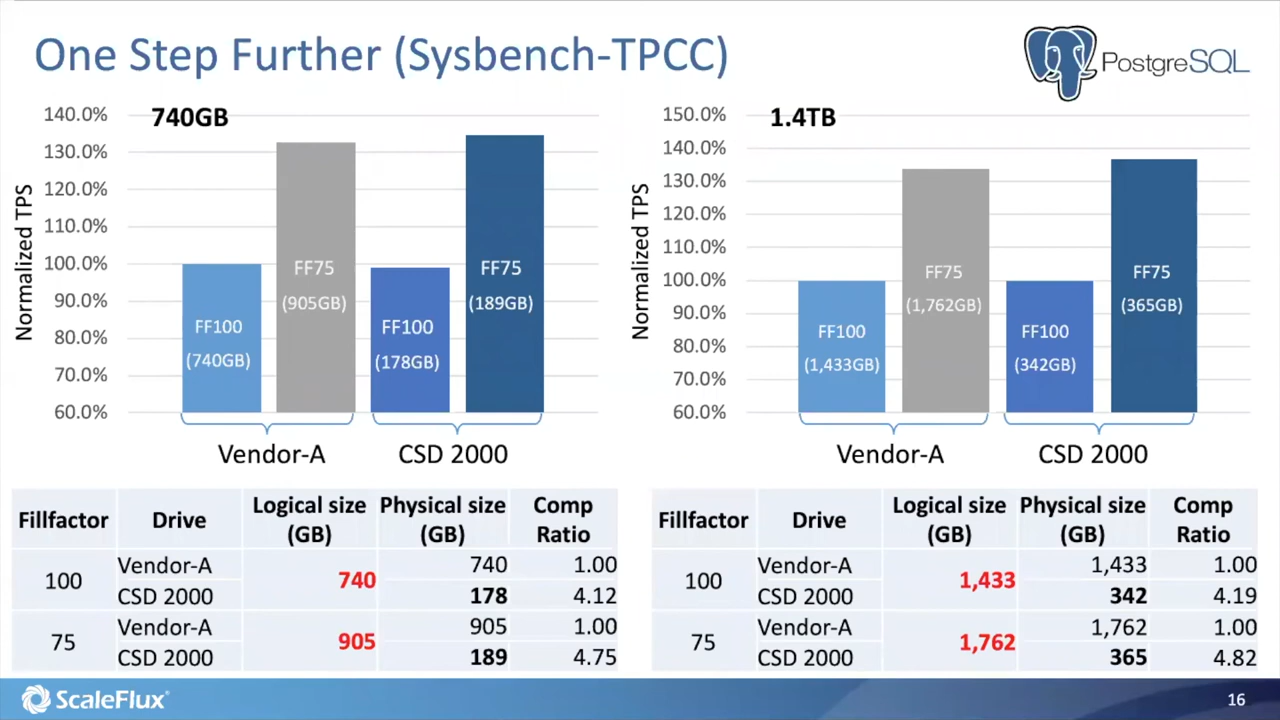 One Step Further (Sysbench-TPCC)
PostgreSQL
740GB
Normalized TPS
140.0%
130.0%
120.0%
110.0%
100.0%
90.0%
80.0%
70.0%
60.0%
FF100
(740GB)
FF75
(905GB)
FF100
(178GB)
FF75
(189GB)
Vendor-A
CSD 2000
1.4TB
Normalized TPS
150.0%
140.0%
130.0%
120.0%
110.0%
100.0%
90.0%
80.0%
70.0%
60.0%
FF100
(1,433GB)
FF75
(1,762GB)
FF100
(342GB)
FF75
(365GB)
Vendor-A
CSD 2000
Fillfactor Drive Logical size (GB) Physical size (GB) Comp Ratio
100 Vendor-A 740 740 1.00
CSD 2000 178 4.12
75 Vendor-A 905 905 1.00
CSD 2000 189 4.75
Fillfactor Drive Logical size (GB) Physical size (GB) Comp Ratio
100 Vendor-A 1,433 1,433 1.00
CSD 2000 342 4.19
75 Vendor-A 1,762 1,762 1.00
CSD 2000 365 4.82
ScaleFlux
16